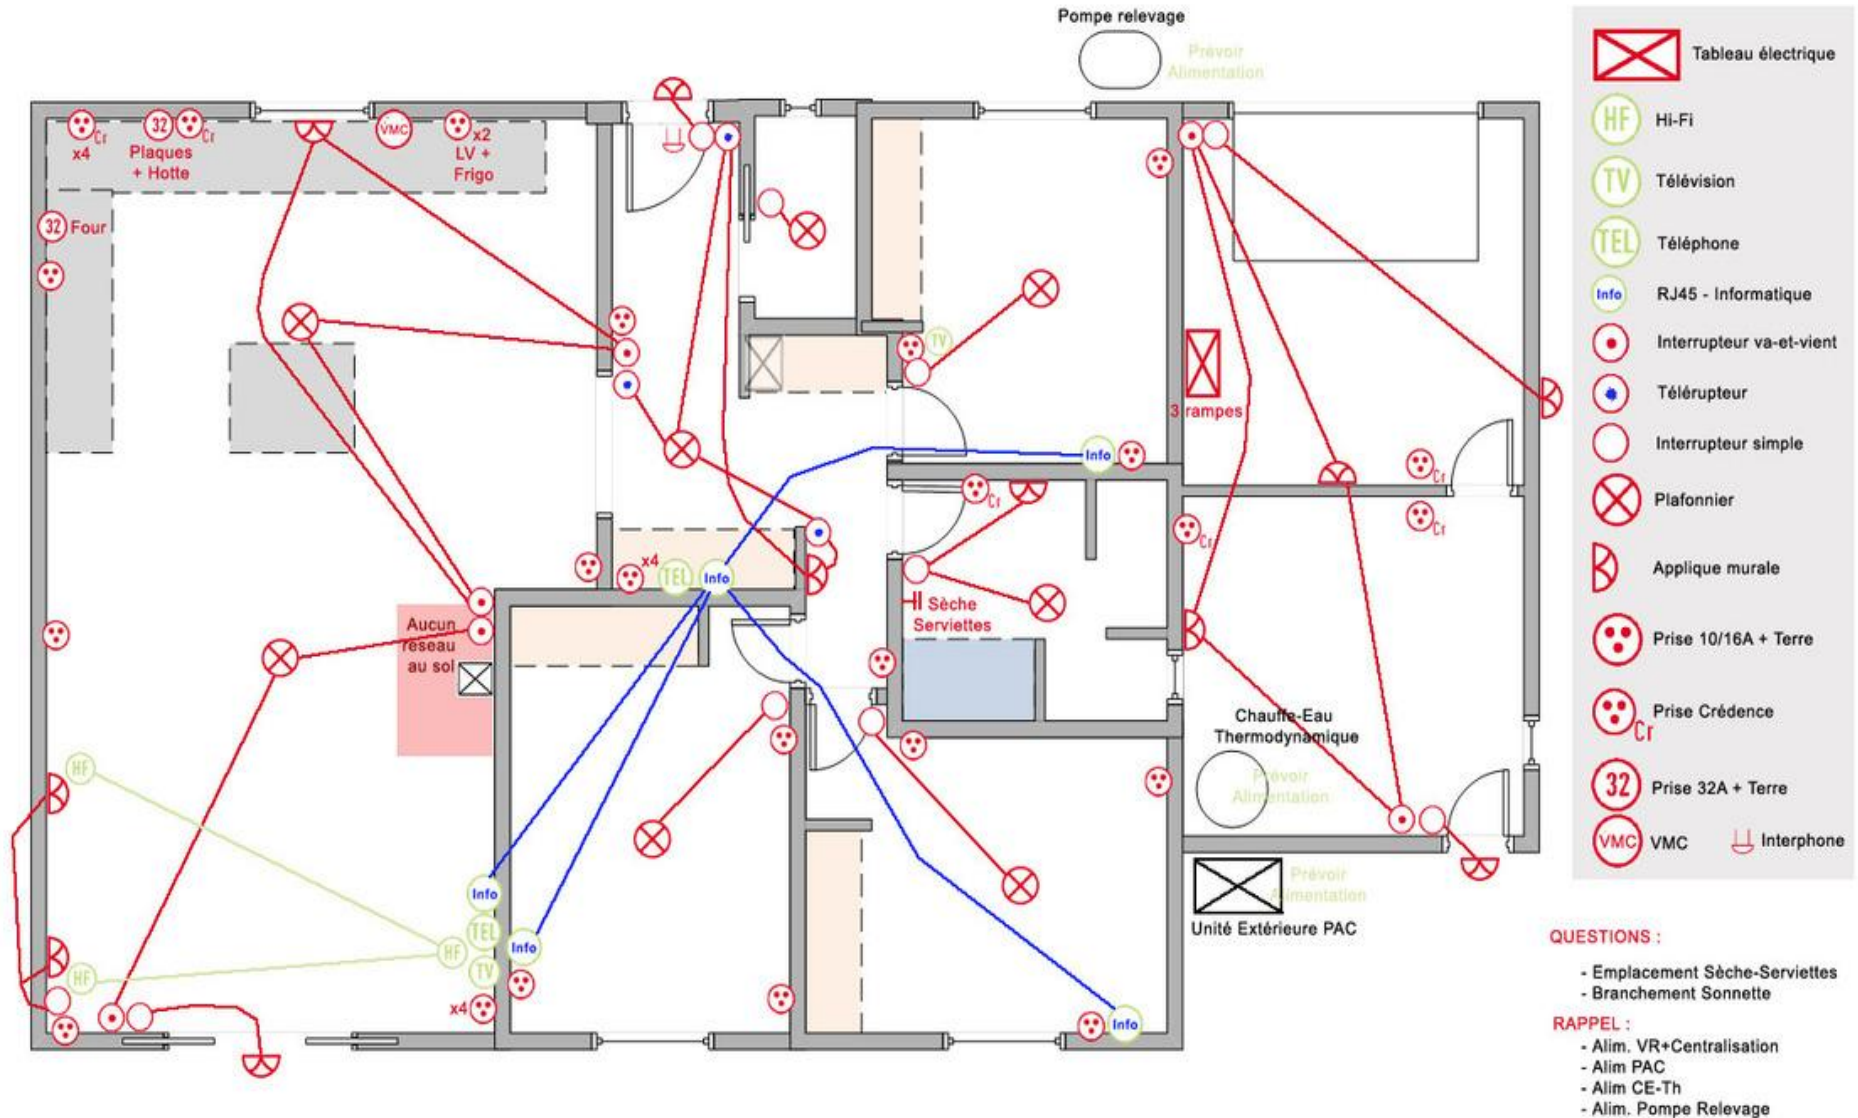 Pompe relevage
Prévoir
Alimentation
Tableau électrique
HF
Hi-Fi
TV
Télévision
TEL
Téléphone
Info
RJ45 - Informatique
Interrupteur va-et-vient
Télérupteur
Interrupteur simple
Plafonnier
Applique murale
Prise 10/16A + Terre
Cr
Prise Crédence
32
Prise 32A + Terre
VMC
VMC
Interphone
Cr
x4
32
Cr
Plaques
+ Hotte
VMC
x2
LV +
Frigo
32
Four
TV
3 rampes
Info
Cr
Cr
Cr
Cr
x4
TEL
Info
Sèche
Serviettes
Aucun
réseau
au sol
Chauffe-Eau
Thermodynamique
Prévoir
Alimentation
HF
Info
TEL
HF
Info
TV
HF
x4
Info
Prévoir
Alimentation
Unité Extérieure PAC
QUESTIONS :
- Emplacement Sèche-Serviettes
- Branchement Sonnette
RAPPEL :
- Alim. VR+Centralisation
- Alim PAC
- Alim CE-Th
- Alim. Pompe Relevage